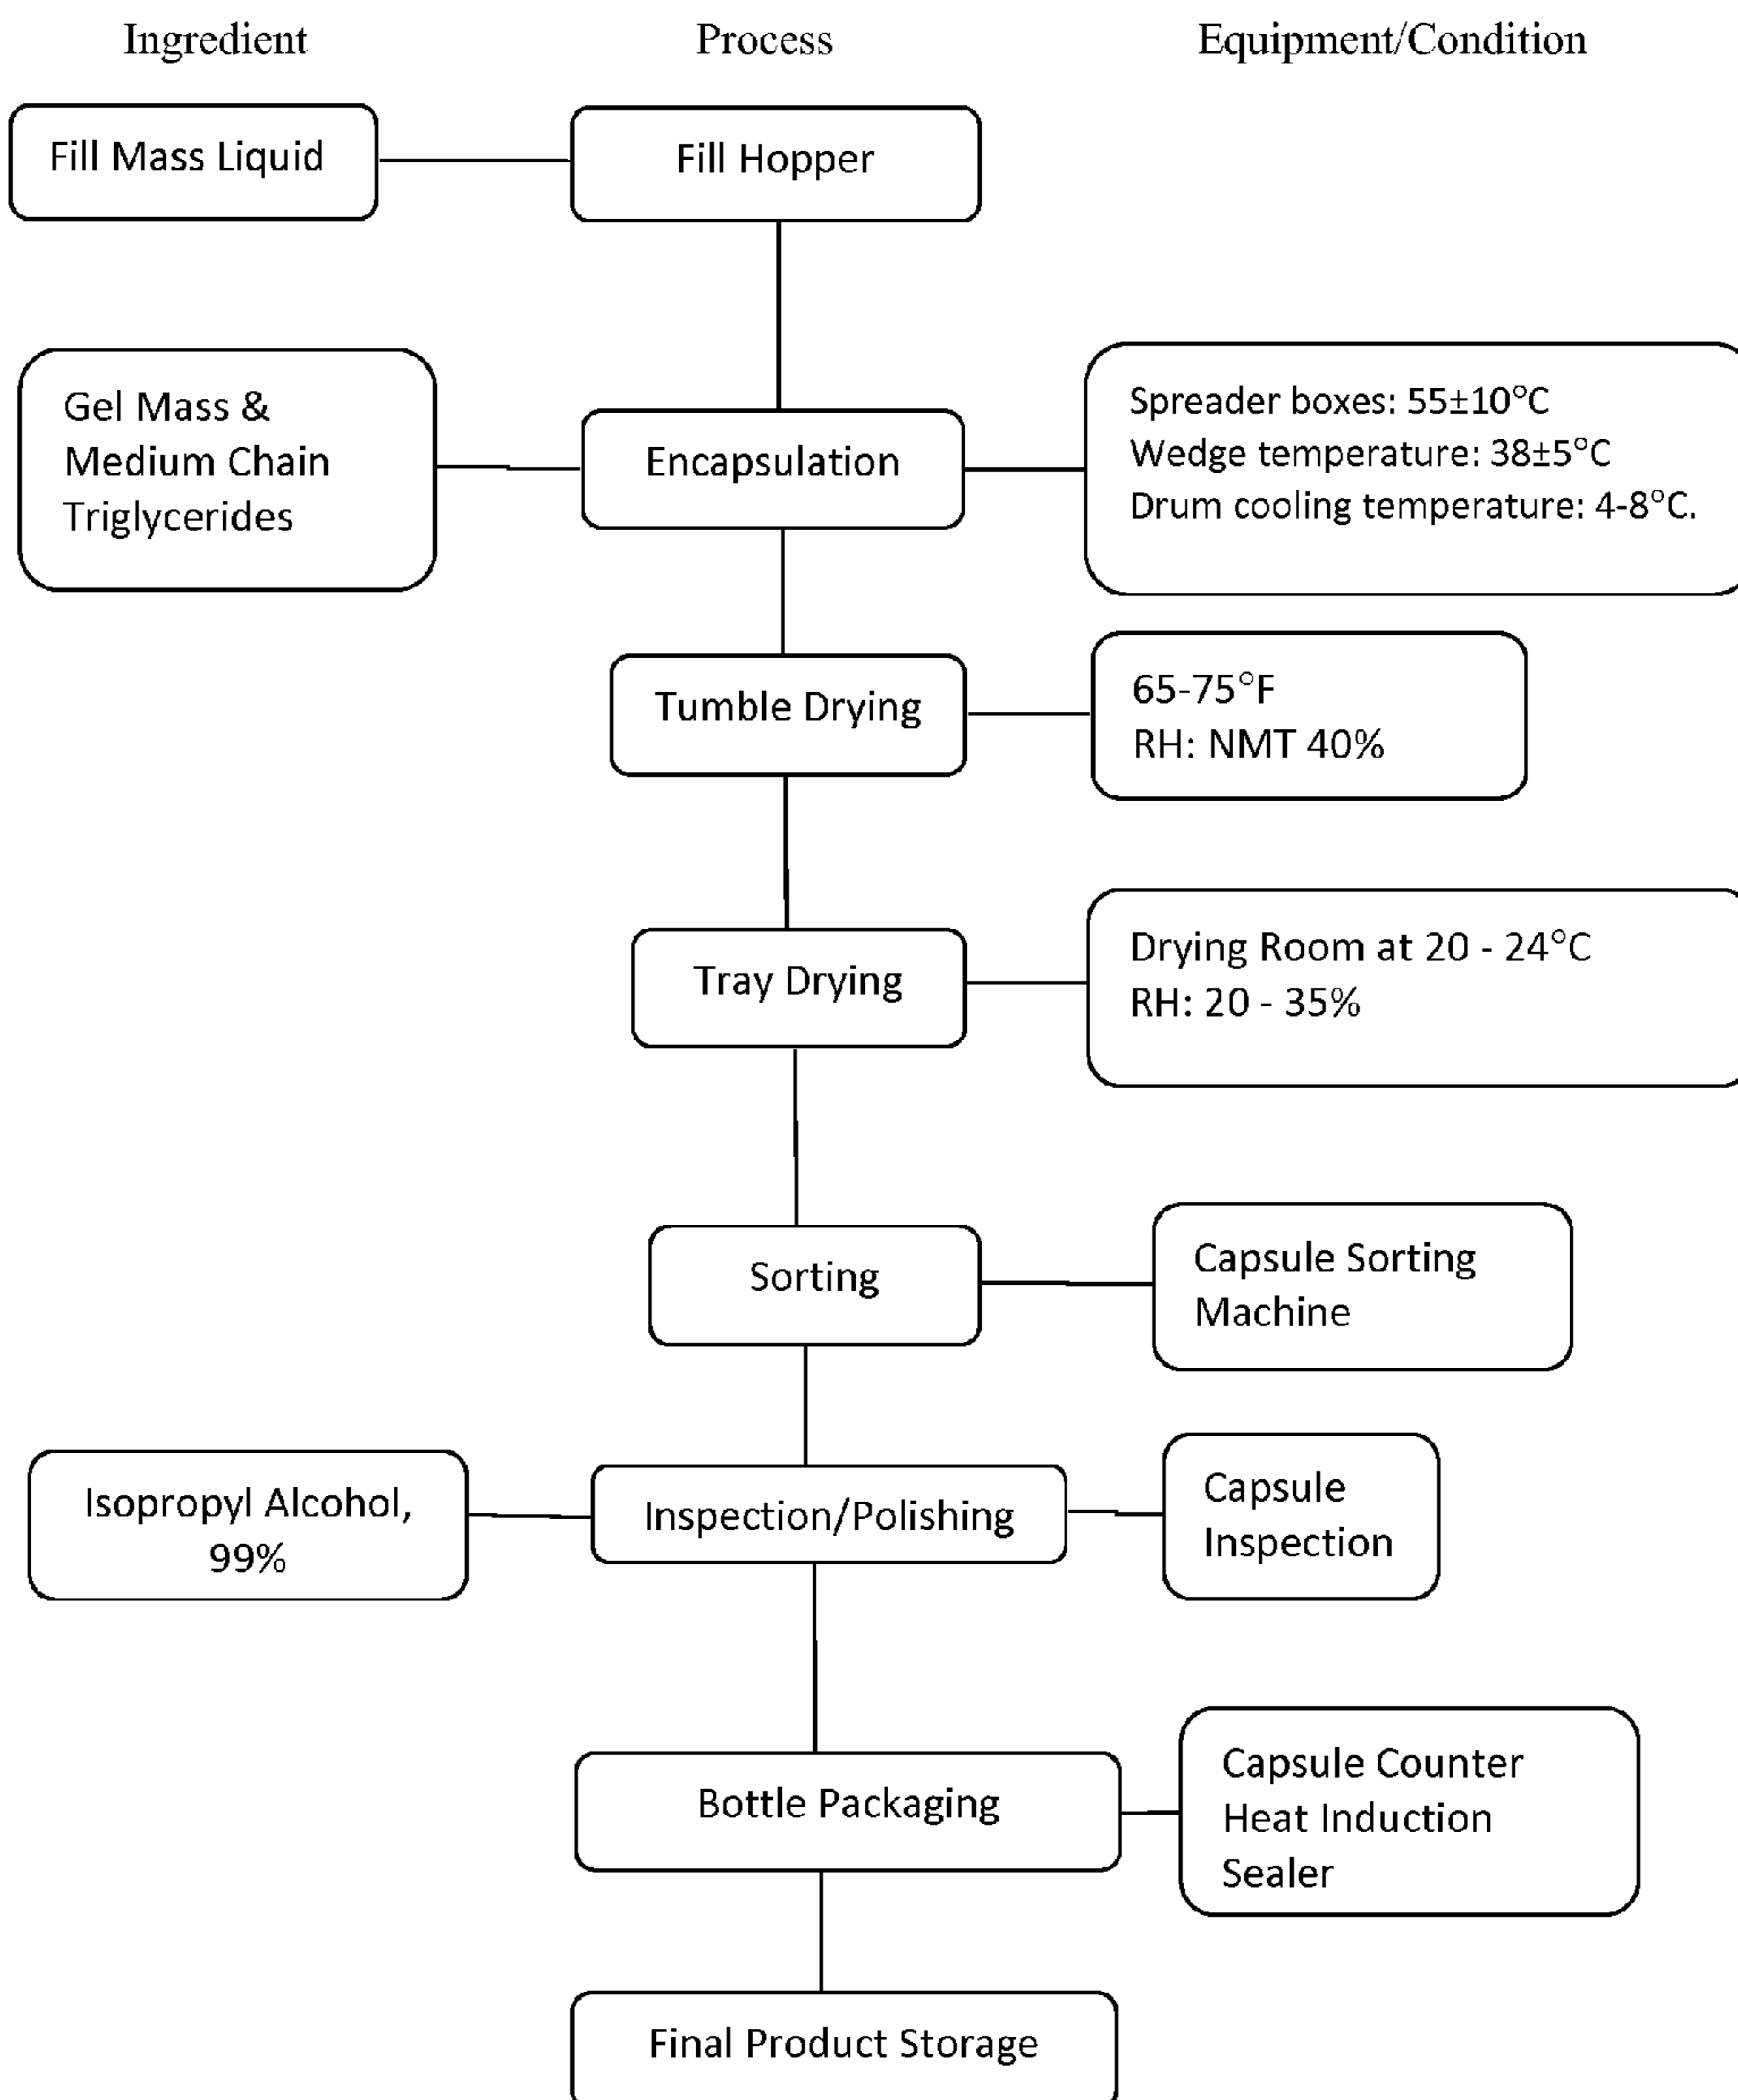 Ingredient
Process
Equipment/Condition
Fill Mass Liquid
Fill Hopper
Gel Mass &
Medium Chain
Triglycerides
Encapsulation
Spreader boxes: 55±10°C
Wedge temperature: 38±5°C
Drum cooling temperature: 4-8°C.
Tumble Drying
65-75°F
RH: NMT 40%
Tray Drying
Drying Room at 20 - 24°C
RH: 20 - 35%
Sorting
Capsule Sorting
Machine
Isopropyl Alcohol,
99%
Inspection/Polishing
Capsule
Inspection
Bottle Packaging
Capsule Counter
Heat Induction
Sealer
Final Product Storage